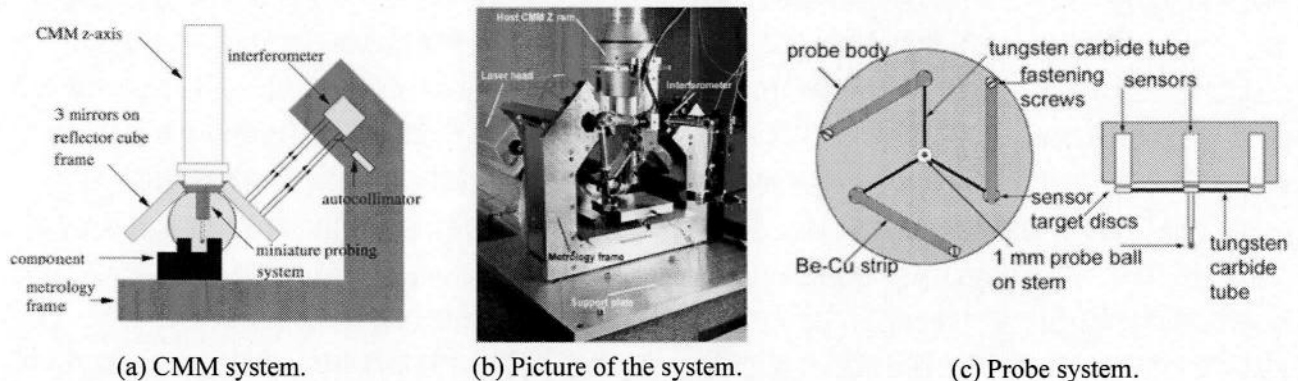 CMM z-axis
interferometer
3 mirrors on
reflector cube
frame
autocollimator
miniature probing
system
component
metrology
frame
(a) CMM system.
Host CMM Z ram
Laser head
Interferometer
Metrology frame
Support plate
(b) Picture of the system.
probe body
tungsten carbide tube
fastening
screws
sensors
sensor
target discs
Be-Cu strip
1 mm probe ball
on stem
tungsten
carbide
tube
(c) Probe system.